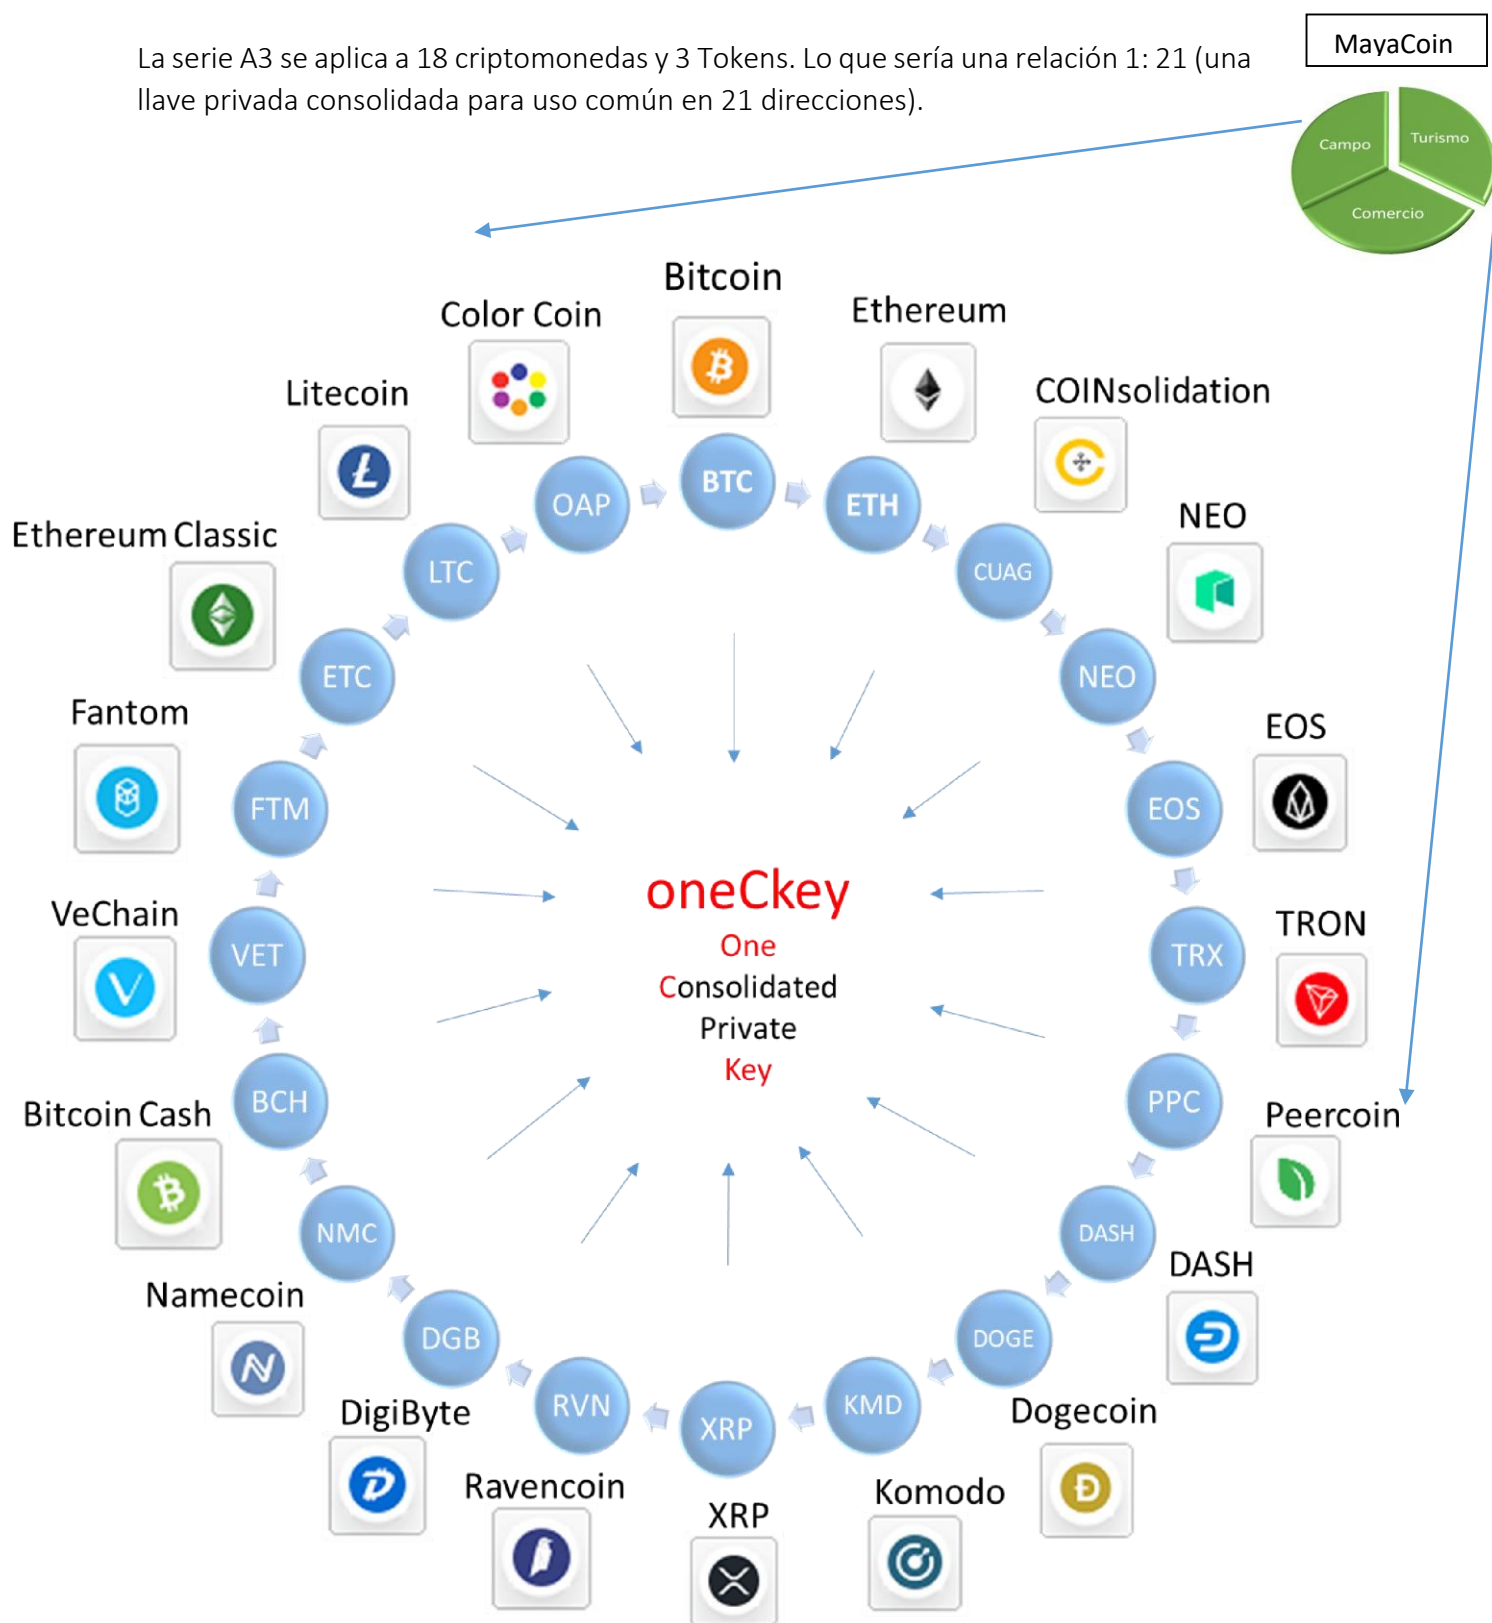 MayaCoin
La serie A3 se aplica a 18 criptomonedas y 3 Tokens. Lo que sería una relación 1: 21 (una
llave privada consolidada para uso común en 21 direcciones).
Campo
Turismo
Comercio
Bitcoin
BTC
Ethereum
ETH
COINsolidation
CUAG
NEO
NEO
EOS
EOS
TRON
TRX
Peercoin
PPC
DASH
DASH
Dogecoin
DOGE
Komodo
KMD
XRP
XRP
Ravencoin
RVN
DigiByte
DGB
Namecoin
NMC
Bitcoin Cash
BCH
VeChain
VET
Fantom
FTM
Ethereum Classic
ETC
Litecoin
LTC
Color Coin
OAP
oneCkey
One
Consolidated
Private
Key